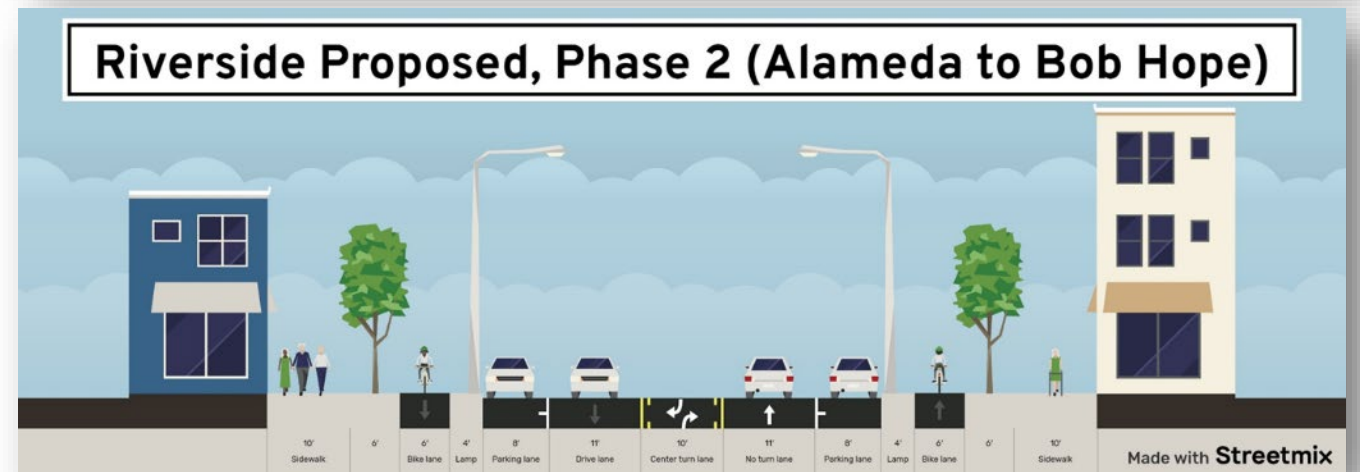 Riverside Proposed, Phase 2 (Alameda to Bob Hope)
10' 6' 6' 4' 8' 11' 10' 11' 8' 4' 6' 6' 10'
Sidewalk Bike lane Lamp Parking lane Drive lane Center turn lane No turn lane Parking lane Lamp Bike lane Sidewalk
Made with Streetmix